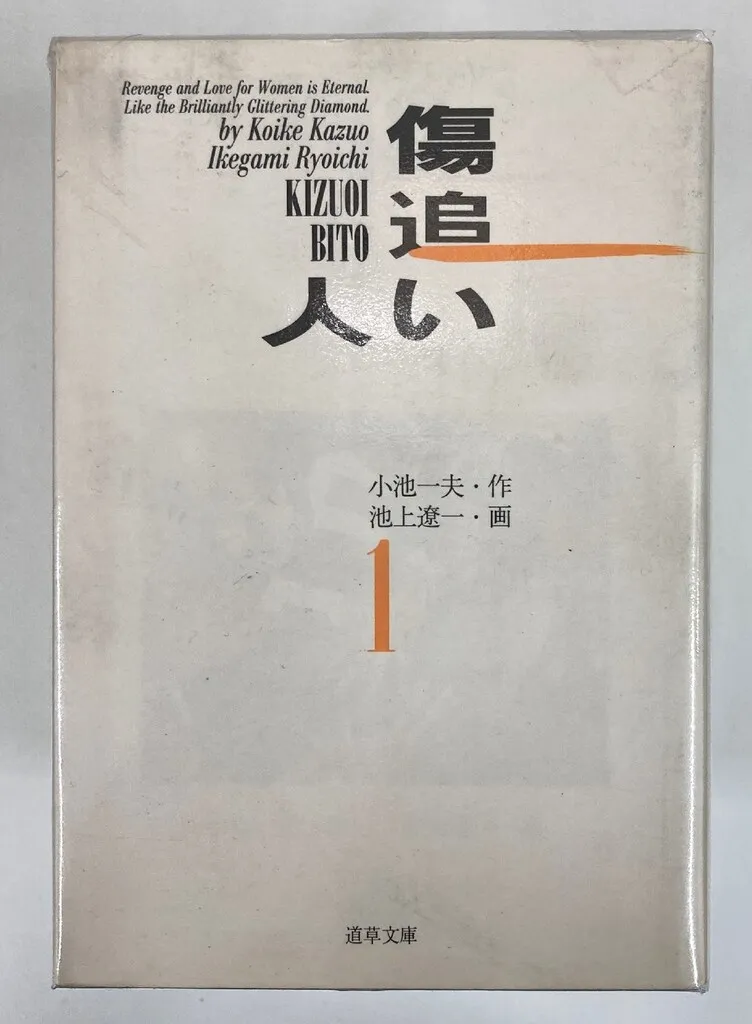 Revenge and Love for Women is Eternal.
Like the Brilliantly Glittering Diamond.
by Koike Kazuo
Ikegami Ryoichi
KIZUOI
BITO
傷追い人
小池一夫・作
池上遼一・画
1
道草文庫